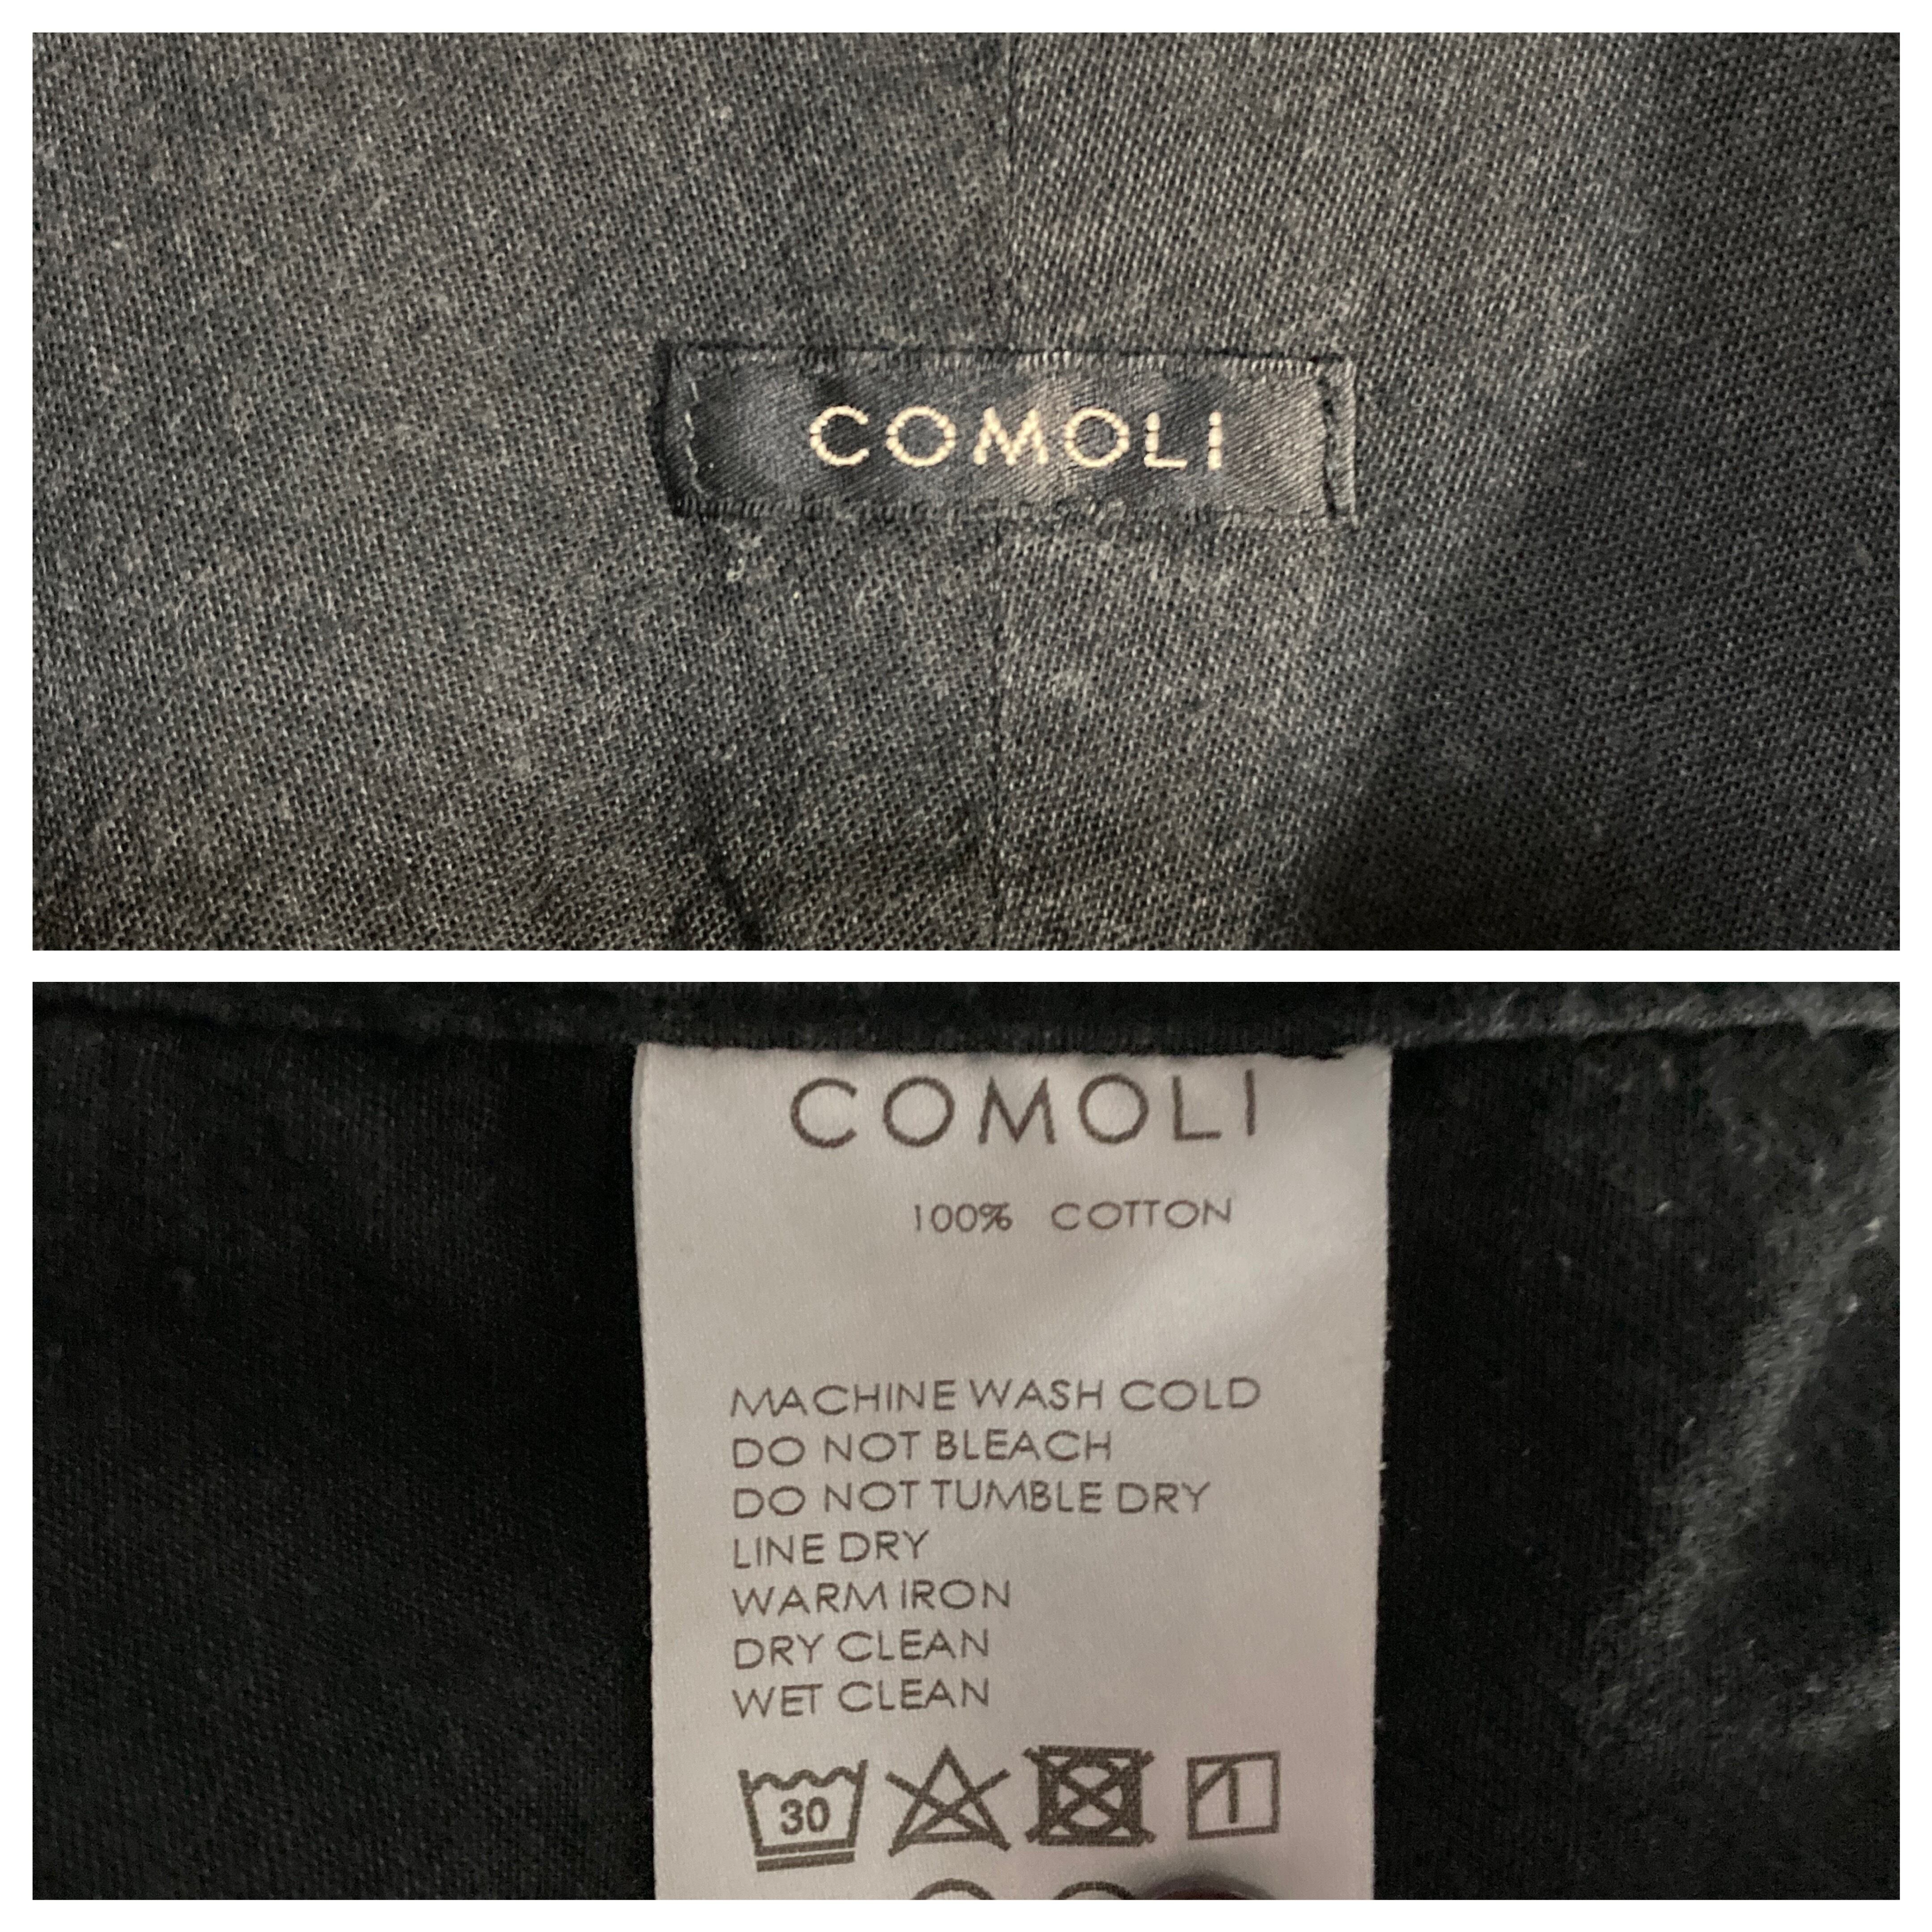 COMOLI
COMOLI
100% COTTON
MACHINE WASH COLD
DO NOT BLEACH
DO NOT TUMBLE DRY
LINE DRY
WARM IRON
DRY CLEAN
WET CLEAN
30